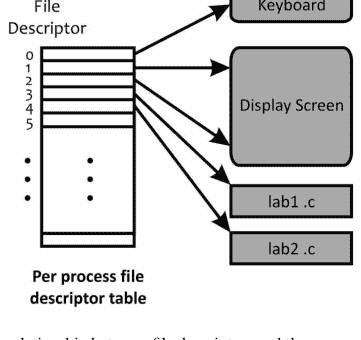 File
Descriptor
0
1
2
3
4
5
Keyboard
Display Screen
lab1 .c
lab2 .c
Per process file
descriptor table